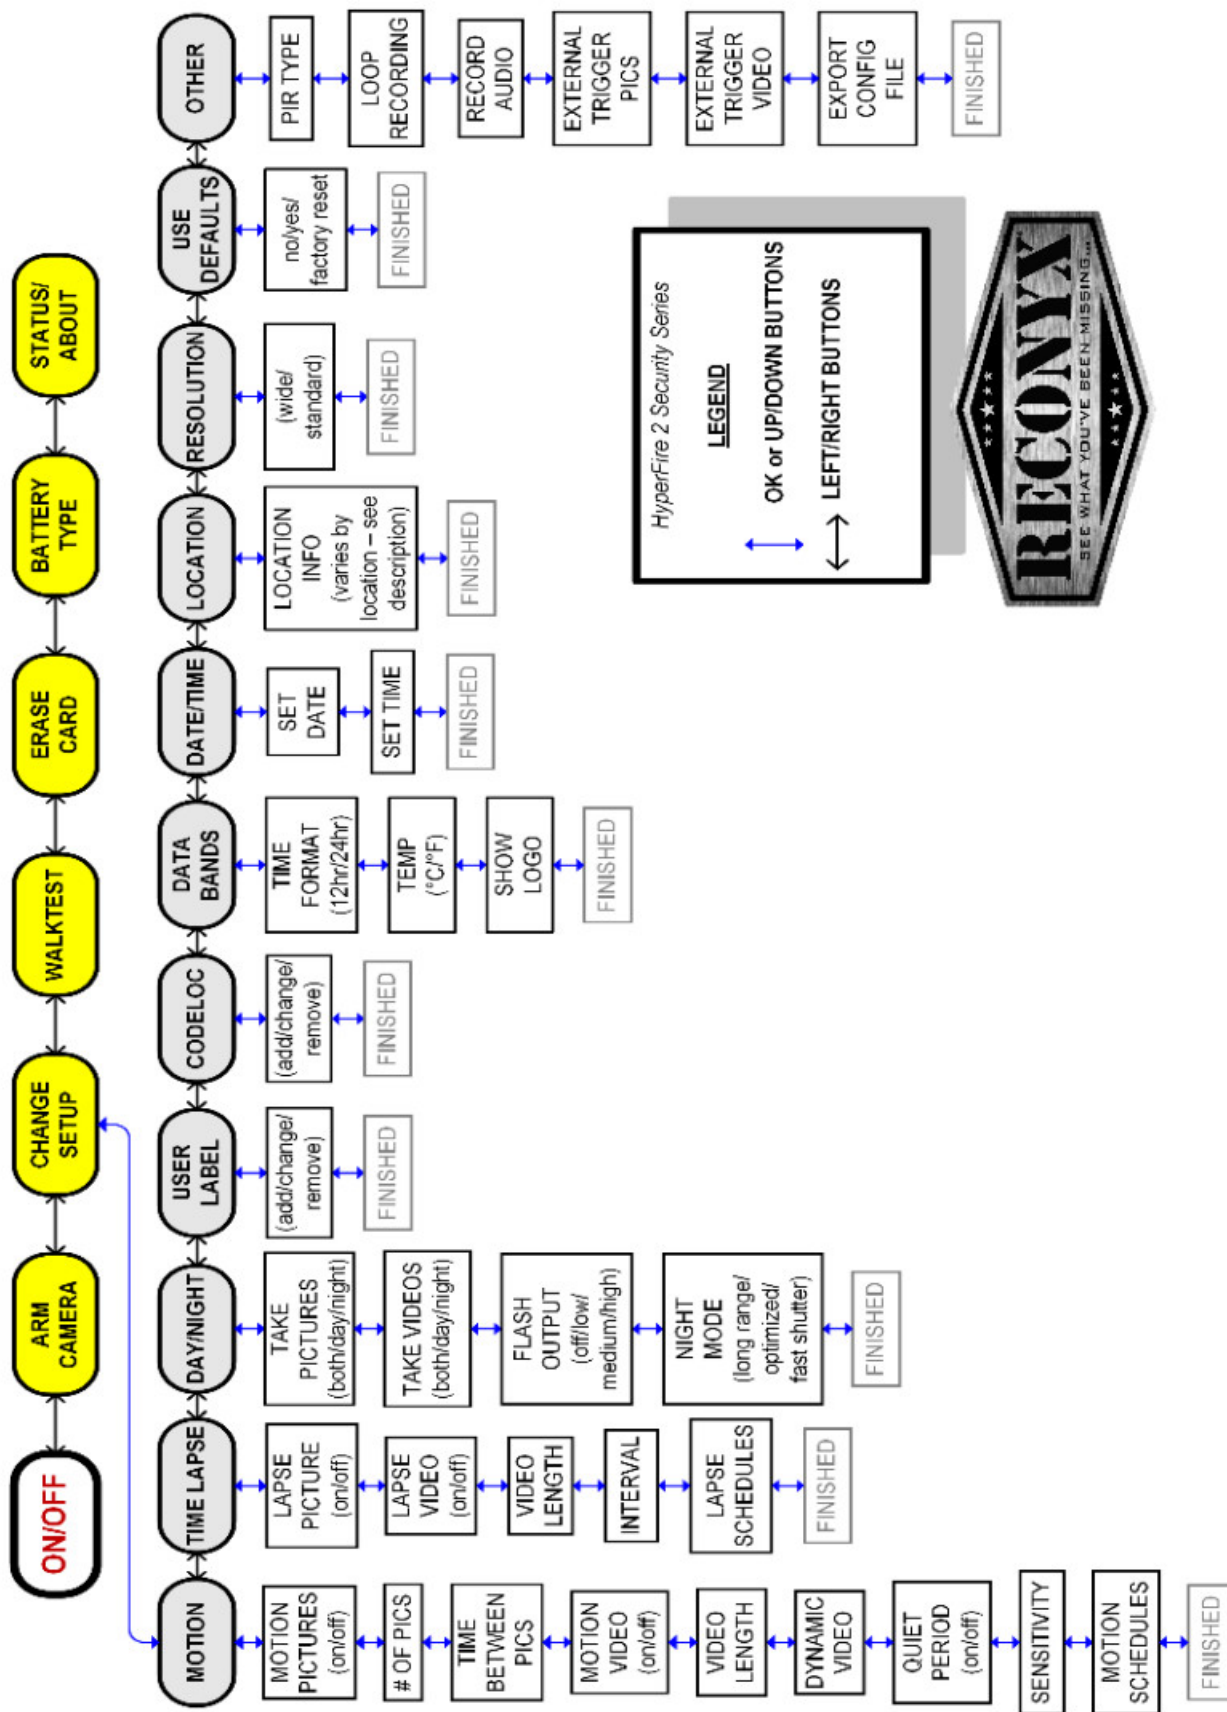 ON/OFF
ARM
CAMERA
CHANGE
SETUP
WALKTEST
ERASE
CARD
BATTERY
TYPE
STATUS/
ABOUT
MOTION
MOTION
PICTURES
(on/off)
# OF PICS
TIME
BETWEEN
PICS
MOTION
VIDEO
(on/off)
VIDEO
LENGTH
DYNAMIC
VIDEO
QUIET
PERIOD
(on/off)
SENSITIVITY
MOTION
SCHEDULES
FINISHED
TIME LAPSE
LAPSE
PICTURE
(on/off)
LAPSE
VIDEO
(on/off)
VIDEO
LENGTH
INTERVAL
LAPSE
SCHEDULES
FINISHED
DAY/NIGHT
TAKE
PICTURES
(both/day/night)
TAKE VIDEOS
(both/day/night)
FLASH
OUTPUT
(off/low/
medium/high)
NIGHT
MODE
(long range/
optimized/
fast shutter)
FINISHED
USER
LABEL
(add/change/
remove)
FINISHED
CODELOC
(add/change/
remove)
FINISHED
DATA
BANDS
TIME
FORMAT
(12hr/24hr)
TEMP
(°C/°F)
SHOW
LOGO
FINISHED
DATE/TIME
SET
DATE
SET TIME
FINISHED
LOCATION
LOCATION
INFO
(varies by
location – see
description)
FINISHED
RESOLUTION
(wide/
standard)
FINISHED
USE
DEFAULTS
no/yes/
factory reset
FINISHED
OTHER
PIR TYPE
LOOP
RECORDING
RECORD
AUDIO
EXTERNAL
TRIGGER
PICS
EXTERNAL
TRIGGER
VIDEO
EXPORT
CONFIG
FILE
FINISHED
HyperFire 2 Security Series
LEGEND
OK or UP/DOWN BUTTONS
LEFT/RIGHT BUTTONS
RECONYX
SEE WHAT YOU'VE BEEN MISSING...